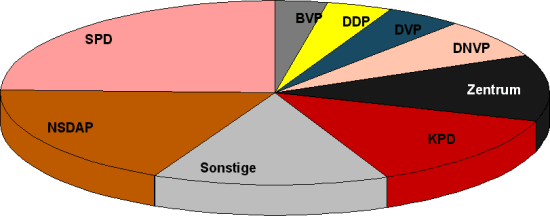 BVP
DDP
DVP
SPD
DNVP
Zentrum
NSDAP
KPD
Sonstige